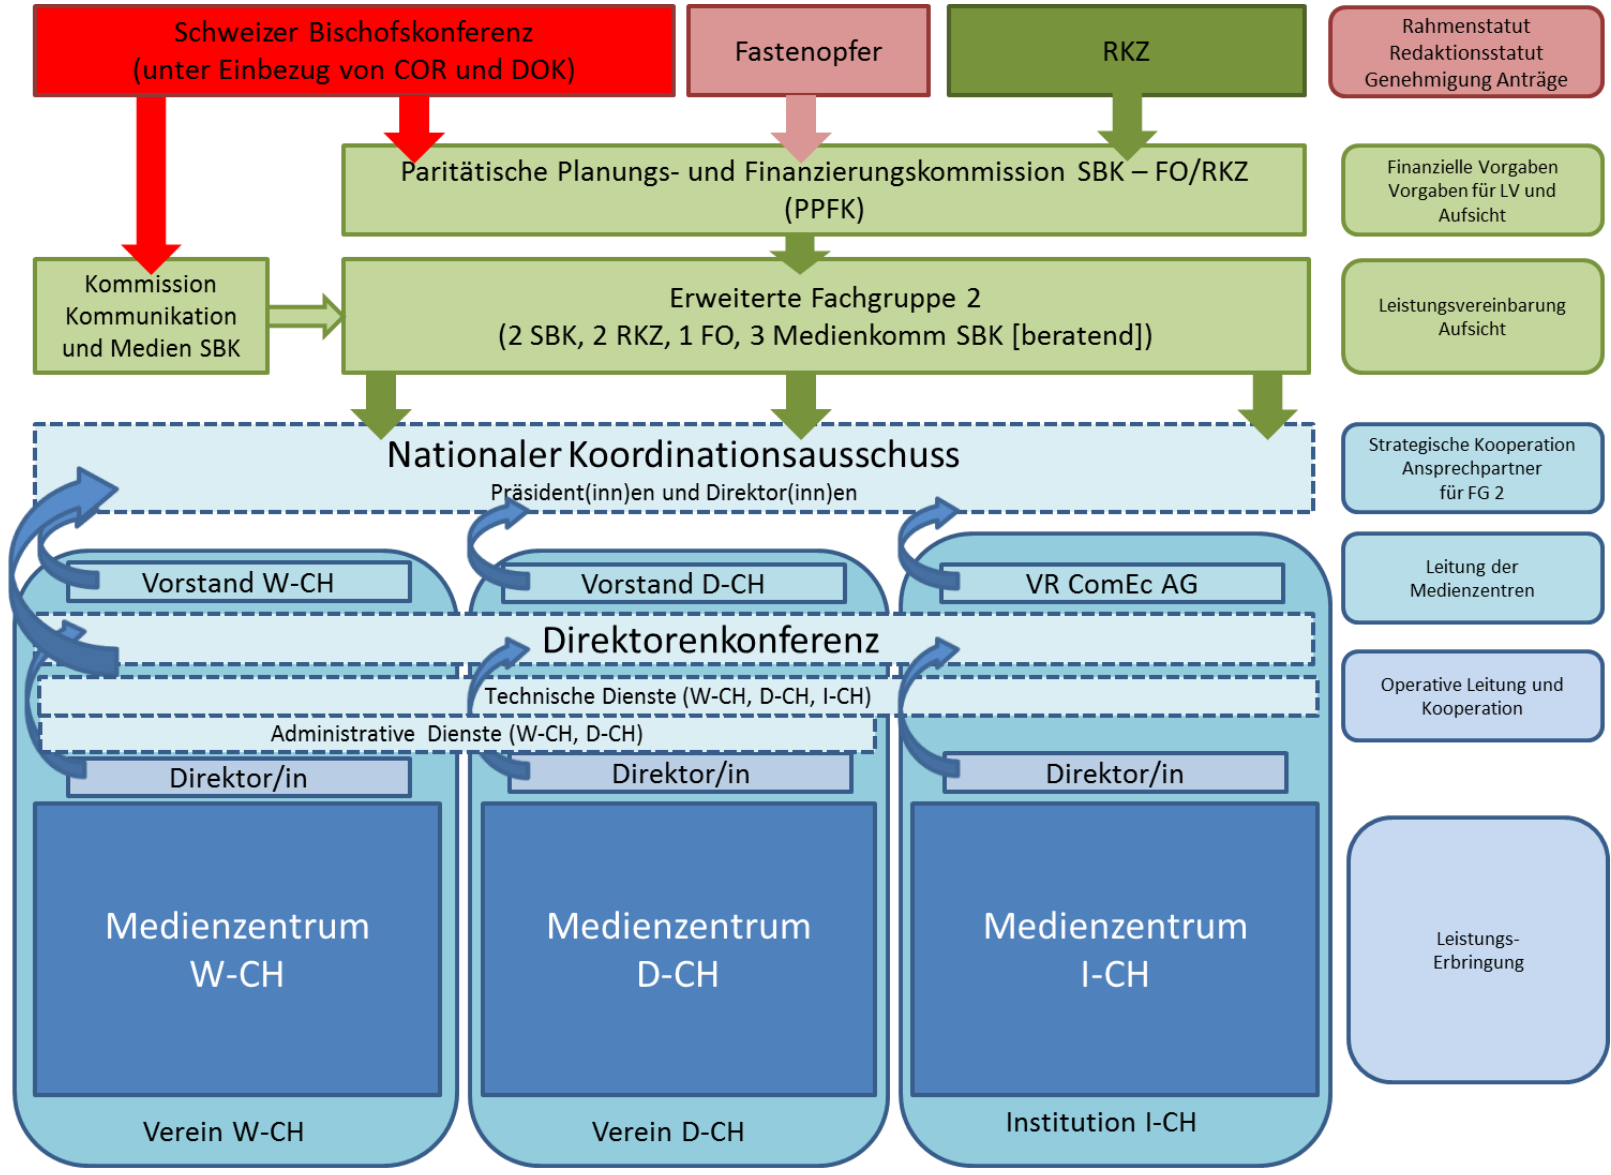 Schweizer Bischofskonferenz
(unter Einbezug von COR und DOK)
Fastenopfer
RKZ
Rahmenstatut
Redaktionsstatut
Genehmigung Anträge
Paritätische Planungs- und Finanzierungskommission SBK – FO/RKZ
(PPFK)
Finanzielle Vorgaben
Vorgaben für LV und
Aufsicht
Kommission
Kommunikation
und Medien SBK
Erweiterte Fachgruppe 2
(2 SBK, 2 RKZ, 1 FO, 3 Medienkomm SBK [beratend])
Leistungsvereinbarung
Aufsicht
Nationaler Koordinationsausschuss
Präsident(inn)en und Direktor(inn)en
Strategische Kooperation
Ansprechpartner
für FG 2
Vorstand W-CH
Vorstand D-CH
VR ComEc AG
Leitung der
Medienzentren
Direktorenkonferenz
Technische Dienste (W-CH, D-CH, I-CH)
Administrative Dienste (W-CH, D-CH)
Operative Leitung und
Kooperation
Direktor/in
Direktor/in
Direktor/in
Medienzentrum
W-CH
Medienzentrum
D-CH
Medienzentrum
I-CH
Leistungs-
Erbringung
Verein W-CH
Verein D-CH
Institution I-CH